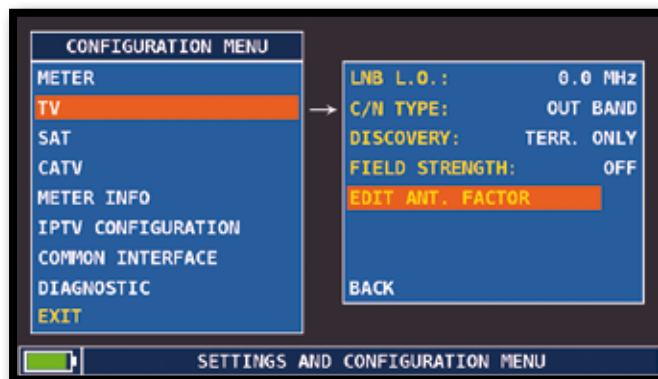 CONFIGURATION MENU
METER
TV
SAT
CATV
METER INFO
IPTV CONFIGURATION
COMMON INTERFACE
DIAGNOSTIC
EXIT
→
LNB L.O.: 0.0 MHz
C/N TYPE: OUT BAND
DISCOVERY: TERR. ONLY
FIELD STRENGTH: OFF
EDIT ANT. FACTOR
BACK
SETTINGS AND CONFIGURATION MENU